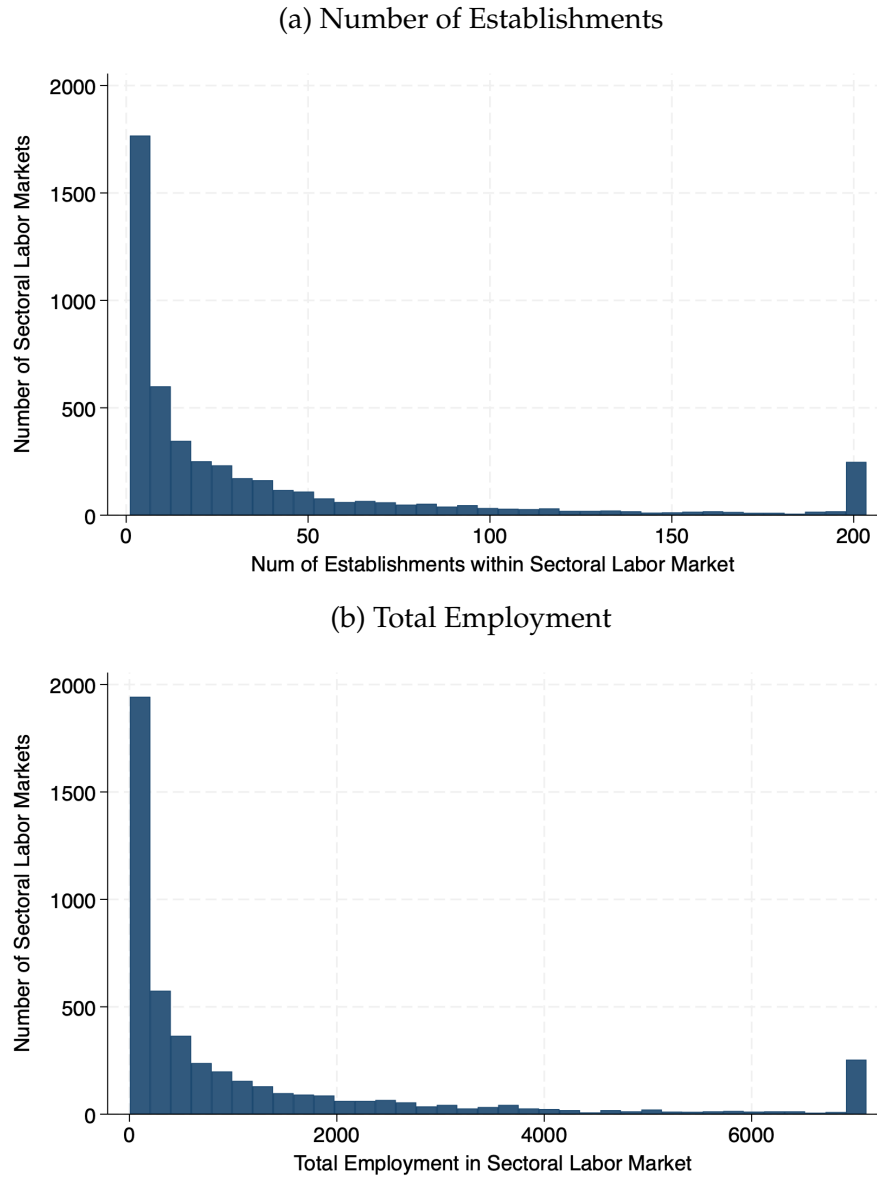 (a) Number of Establishments
2000
1500
1000
500
0
Number of Sectoral Labor Markets
0 50 100 150 200
Num of Establishments within Sectoral Labor Market
(b) Total Employment
2000
1500
1000
500
0
Number of Sectoral Labor Markets
0 2000 4000 6000
Total Employment in Sectoral Labor Market